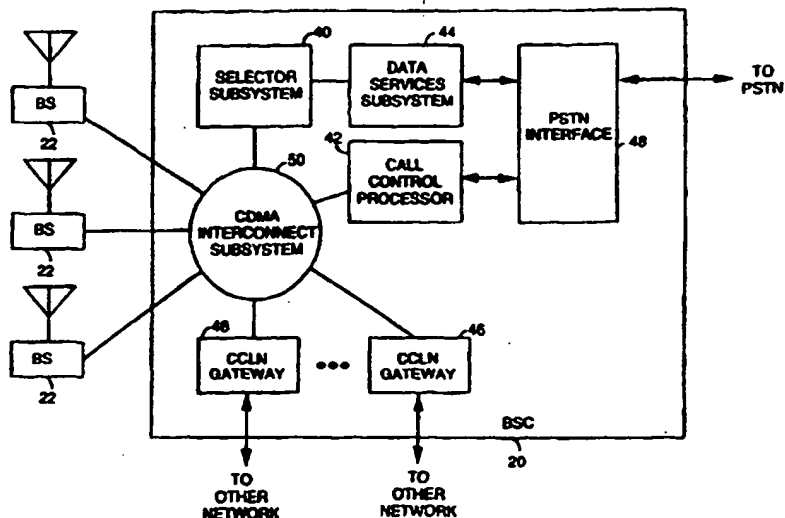 40
44
SELECTOR
SUBSYSTEM
DATA
SERVICES
SUBSYSTEM
PSTN
INTERFACE
48
TO
PSTN
BS
22
42
CALL
CONTROL
PROCESSOR
50
CDMA
INTERCONNECT
SUBSYSTEM
BS
22
BS
22
46
CCLN
GATEWAY
•••
46
CCLN
GATEWAY
BSC
20
TO
OTHER
NETWORK
TO
OTHER
NETWORK